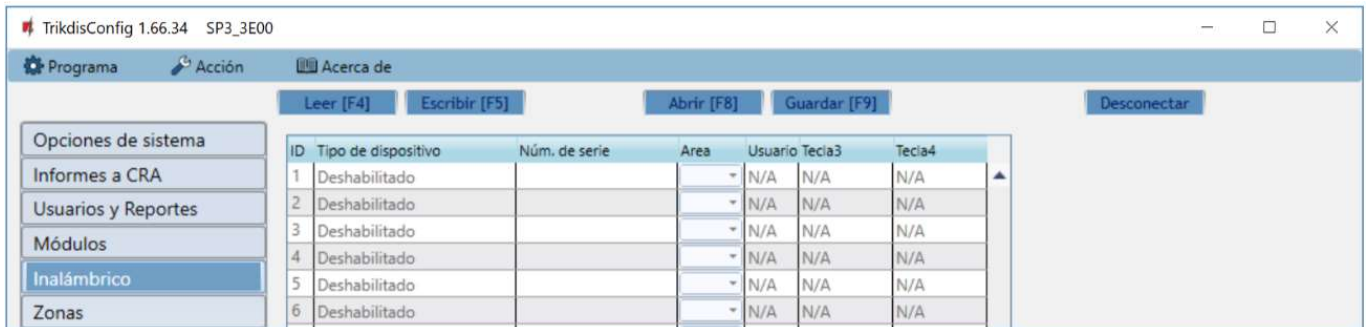 TrikdisConfig 1.66.34 SP3_3E00
Programa Acción Acerca de
Leer [F4] Escribir [F5] Abrir [F8] Guardar [F9] Desconectar
Opciones de sistema
Informes a CRA
Usuarios y Reportes
Módulos
Inalámbrico
Zonas
ID Tipo de dispositivo Núm. de serie Area Usuario Tecla3 Tecla4
1 Deshabilitado N/A N/A N/A
2 Deshabilitado N/A N/A N/A
3 Deshabilitado N/A N/A N/A
4 Deshabilitado N/A N/A N/A
5 Deshabilitado N/A N/A N/A
6 Deshabilitado N/A N/A N/A